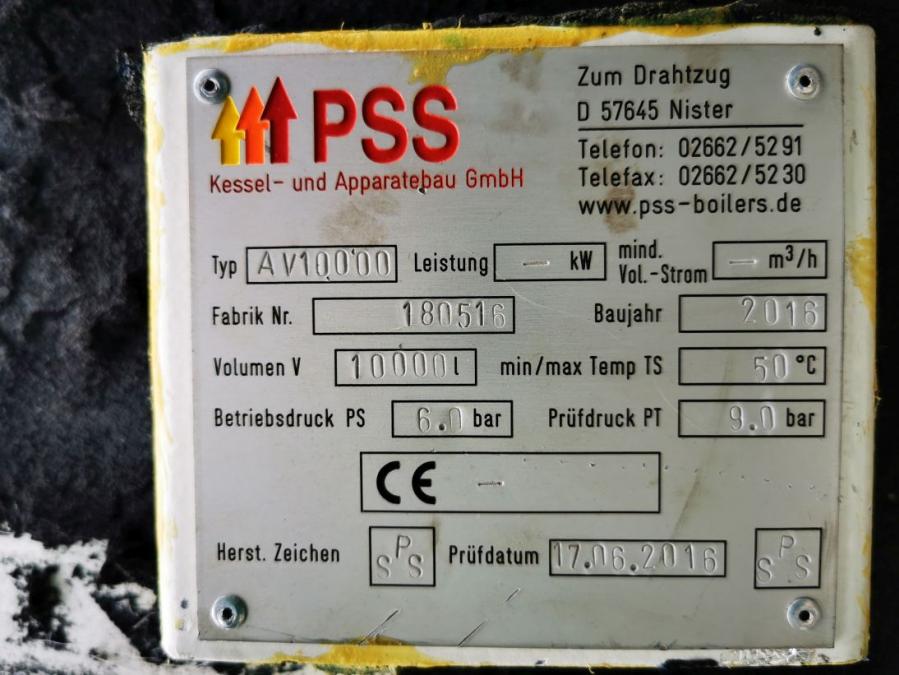 PSS
Kessel- und Apparatebau GmbH
Zum Drahtzug
D 57645 Nister
Telefon: 02662/5291
Telefax: 02662/5230
www.pss-boilers.de
Typ AV10000 Leistung – kW mind. Vol.-Strom – m³/h
Fabrik Nr. 180516 Baujahr 2016
Volumen V 10000 l min/max Temp TS 50 °C
Betriebsdruck PS 6.0 bar Prüfdruck PT 9.0 bar
CE –
Herst. Zeichen SPS Prüfdatum 17.06.2016 SPS